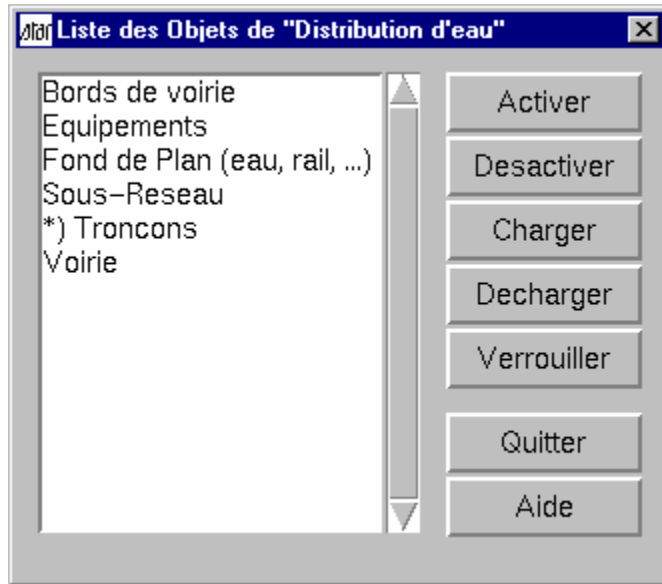 Liste des Objets de "Distribution d'eau"
Bords de voirie
Equipements
Fond de Plan (eau, rail, ...)
Sous-Reseau
*) Troncons
Voirie
Activer
Desactiver
Charger
Decharger
Verrouiller
Quitter
Aide